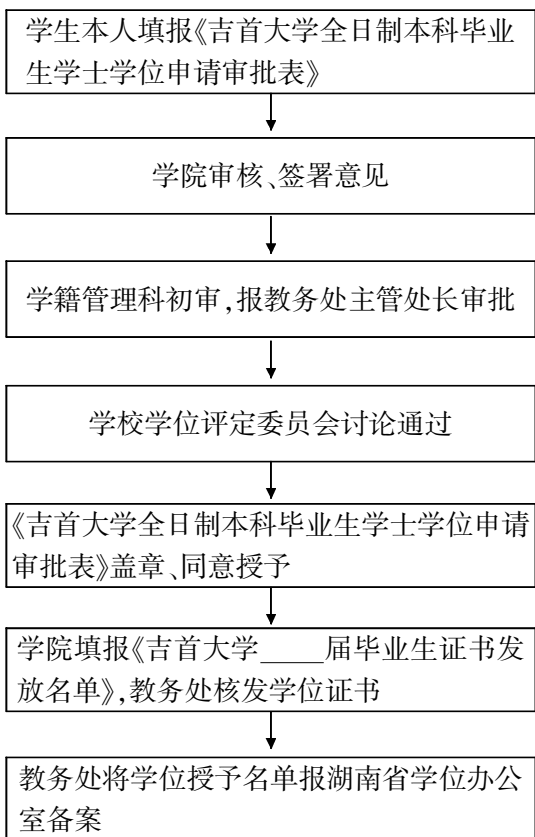 学生本人填报《吉首大学全日制本科毕业
生学士学位申请审批表》
学院审核、签署意见
学籍管理科初审,报教务处主管处长审批
学校学位评定委员会讨论通过
《吉首大学全日制本科毕业生学士学位申请
审批表》盖章、同意授予
学院填报《吉首大学____届毕业生证书发
放名单》,教务处核发学位证书
教务处将学位授予名单报湖南省学位办公
室备案